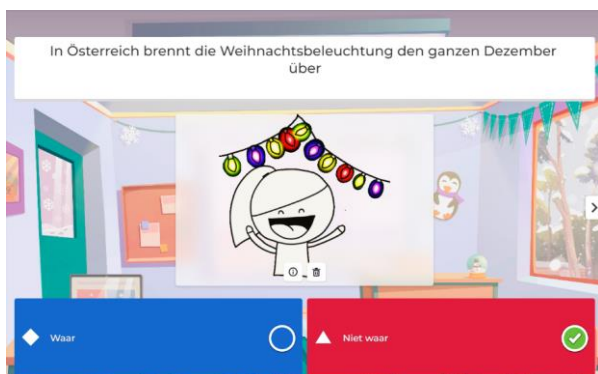 In Österreich brennt die Weihnachtsbeleuchtung den ganzen Dezember
über
Waar
Niet waar